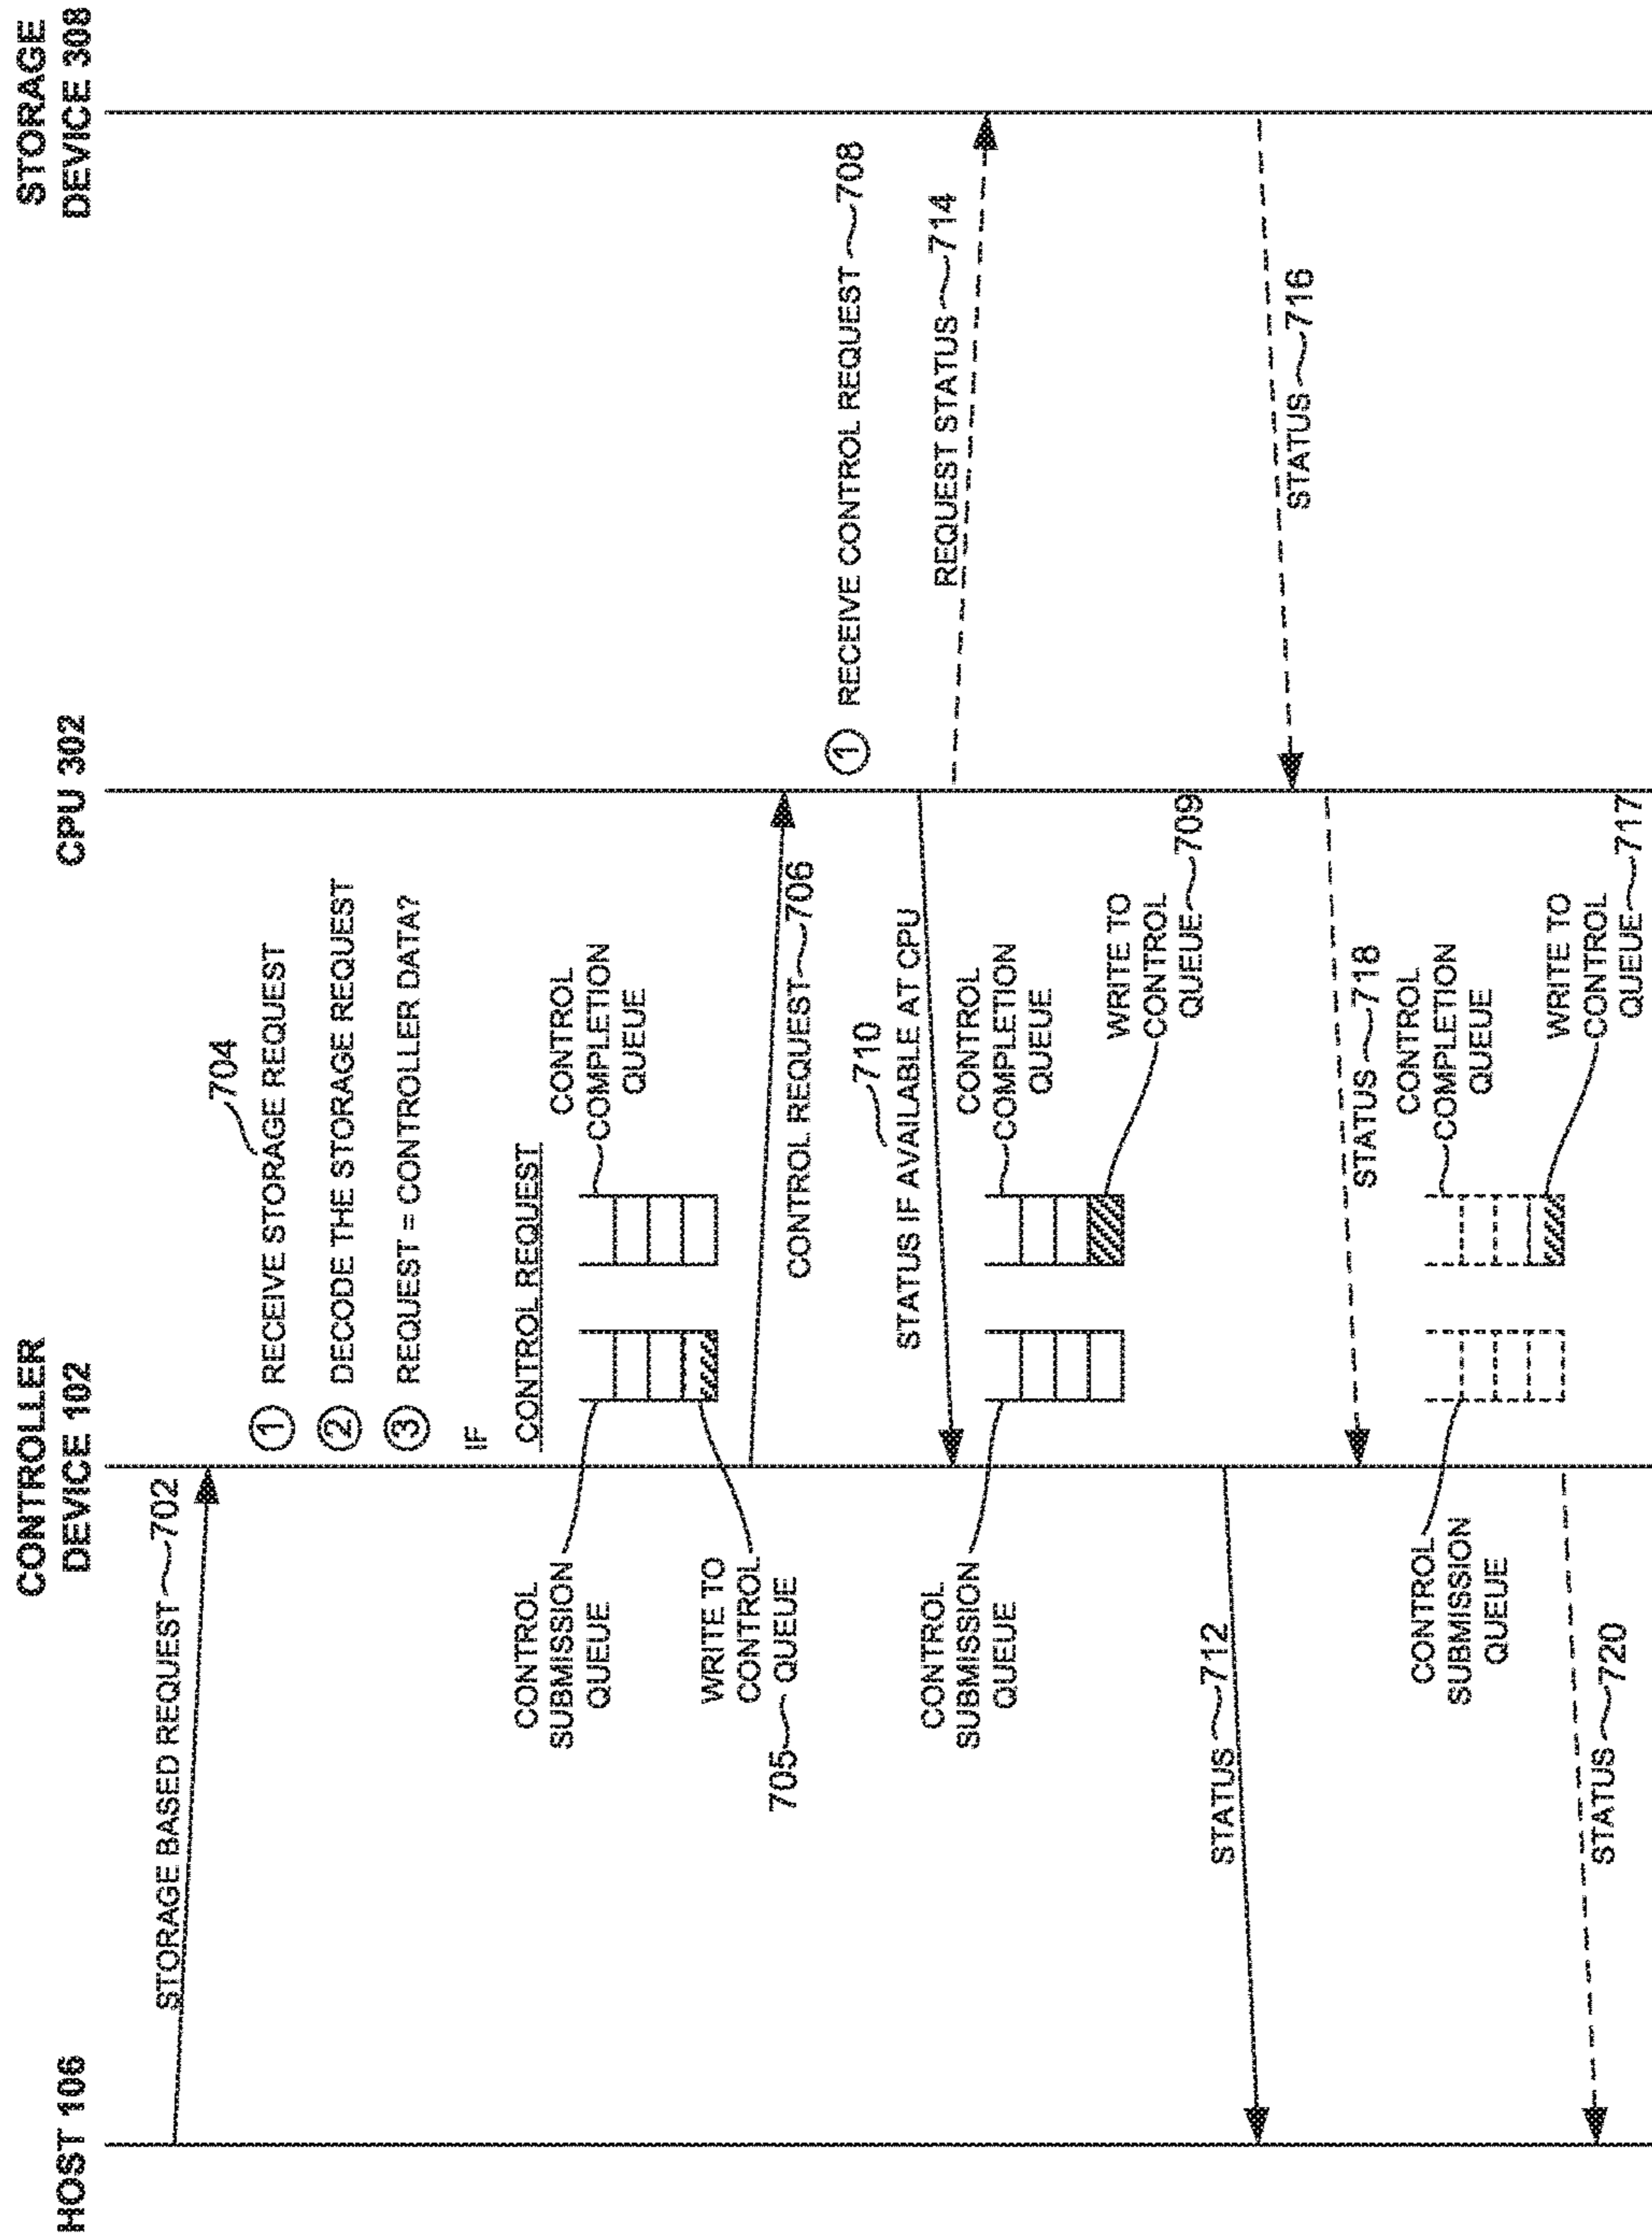 HOST 106
CONTROLLER
DEVICE 102
CPU 302
STORAGE
DEVICE 308
STORAGE BASED REQUEST 702
704
1 RECEIVE STORAGE REQUEST
2 DECODE THE STORAGE REQUEST
3 REQUEST = CONTROLLER DATA?
IF
CONTROL REQUEST
CONTROL
SUBMISSION
QUEUE
CONTROL
COMPLETION
QUEUE
WRITE TO
CONTROL
705 QUEUE
CONTROL REQUEST 706
1 RECEIVE CONTROL REQUEST 708
710
STATUS IF AVAILABLE AT CPU
REQUEST STATUS 714
CONTROL
SUBMISSION
QUEUE
CONTROL
COMPLETION
QUEUE
WRITE TO
CONTROL
QUEUE 709
STATUS 712
STATUS 716
STATUS 718
CONTROL
SUBMISSION
QUEUE
CONTROL
COMPLETION
QUEUE
WRITE TO
CONTROL
QUEUE 717
STATUS 720